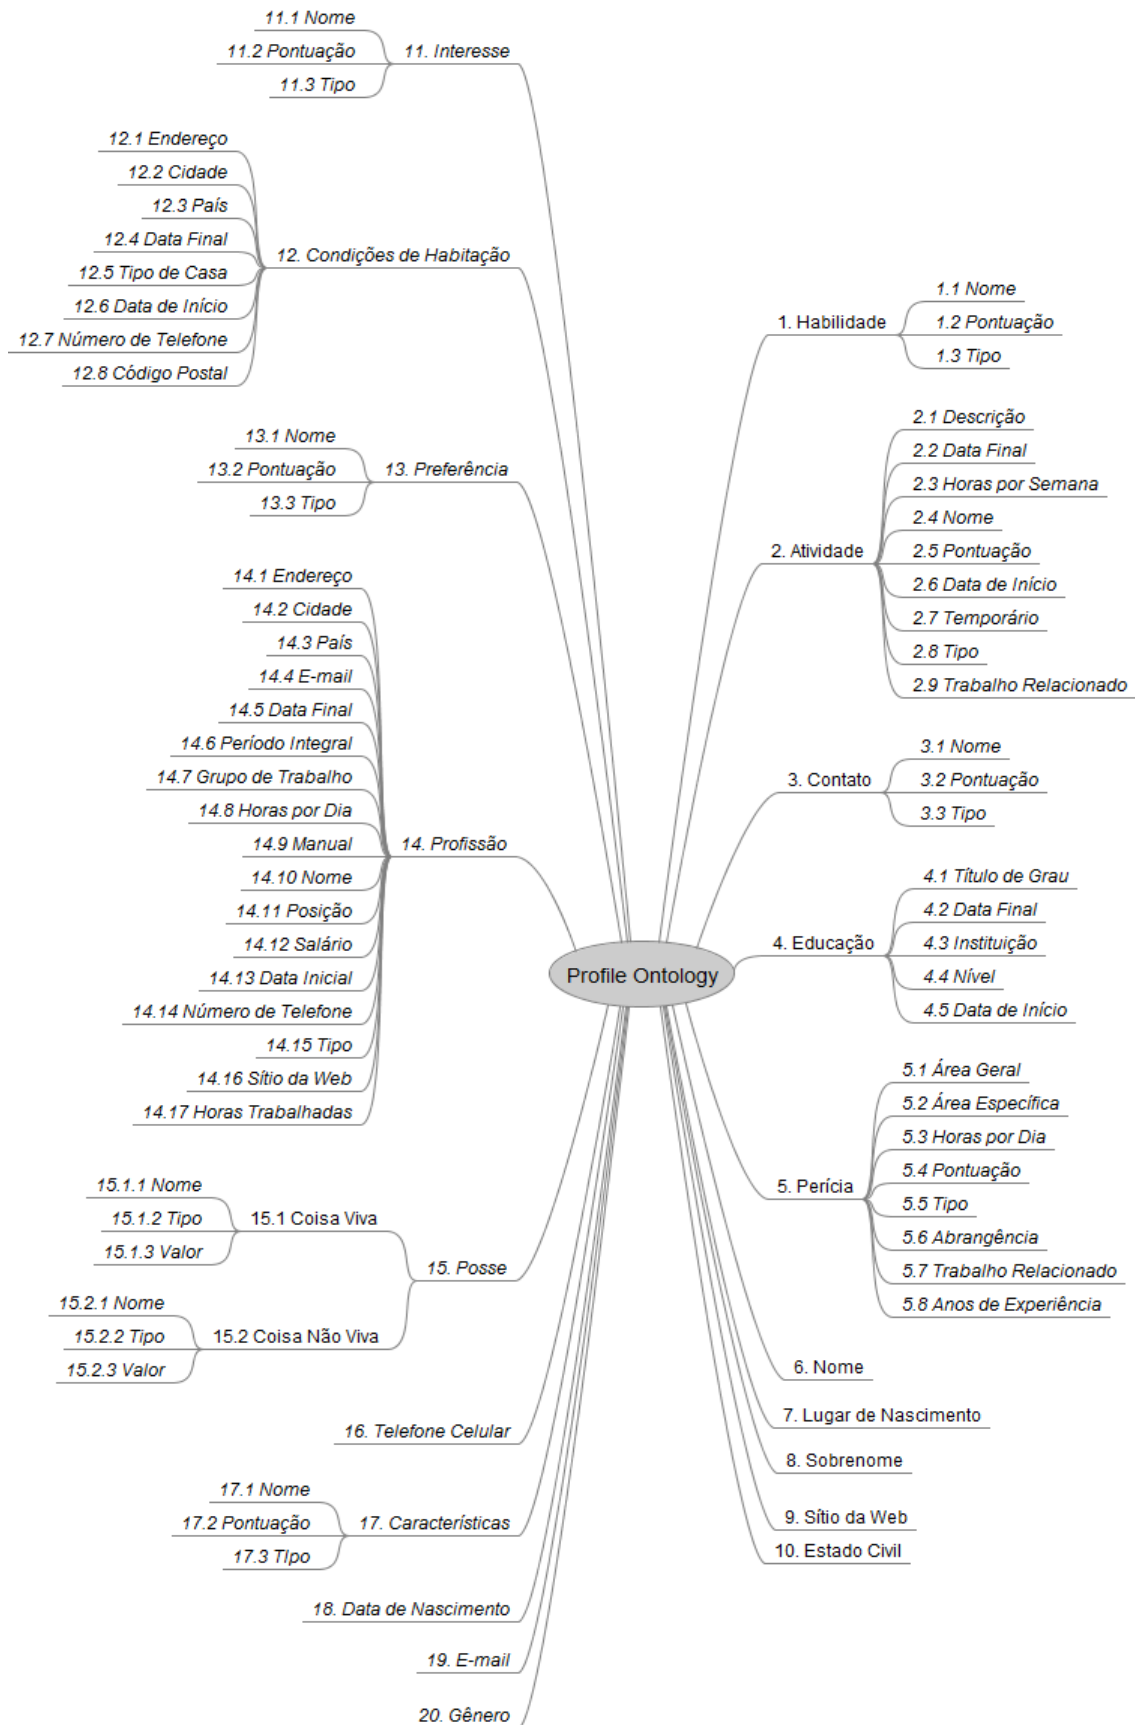 Profile Ontology
1. Habilidade
1.1 Nome
1.2 Pontuação
1.3 Tipo
2. Atividade
2.1 Descrição
2.2 Data Final
2.3 Horas por Semana
2.4 Nome
2.5 Pontuação
2.6 Data de Início
2.7 Temporário
2.8 Tipo
2.9 Trabalho Relacionado
3. Contato
3.1 Nome
3.2 Pontuação
3.3 Tipo
4. Educação
4.1 Título de Grau
4.2 Data Final
4.3 Instituição
4.4 Nível
4.5 Data de Início
5. Perícia
5.1 Área Geral
5.2 Área Específica
5.3 Horas por Dia
5.4 Pontuação
5.5 Tipo
5.6 Abrangência
5.7 Trabalho Relacionado
5.8 Anos de Experiência
6. Nome
7. Lugar de Nascimento
8. Sobrenome
9. Sítio da Web
10. Estado Civil
11. Interesse
11.1 Nome
11.2 Pontuação
11.3 Tipo
12. Condições de Habitação
12.1 Endereço
12.2 Cidade
12.3 País
12.4 Data Final
12.5 Tipo de Casa
12.6 Data de Início
12.7 Número de Telefone
12.8 Código Postal
13. Preferência
13.1 Nome
13.2 Pontuação
13.3 Tipo
14. Profissão
14.1 Endereço
14.2 Cidade
14.3 País
14.4 E-mail
14.5 Data Final
14.6 Período Integral
14.7 Grupo de Trabalho
14.8 Horas por Dia
14.9 Manual
14.10 Nome
14.11 Posição
14.12 Salário
14.13 Data Inicial
14.14 Número de Telefone
14.15 Tipo
14.16 Sítio da Web
14.17 Horas Trabalhadas
15. Posse
15.1 Coisa Viva
15.1.1 Nome
15.1.2 Tipo
15.1.3 Valor
15.2 Coisa Não Viva
15.2.1 Nome
15.2.2 Tipo
15.2.3 Valor
16. Telefone Celular
17. Características
17.1 Nome
17.2 Pontuação
17.3 TIpo
18. Data de Nascimento
19. E-mail
20. Gênero